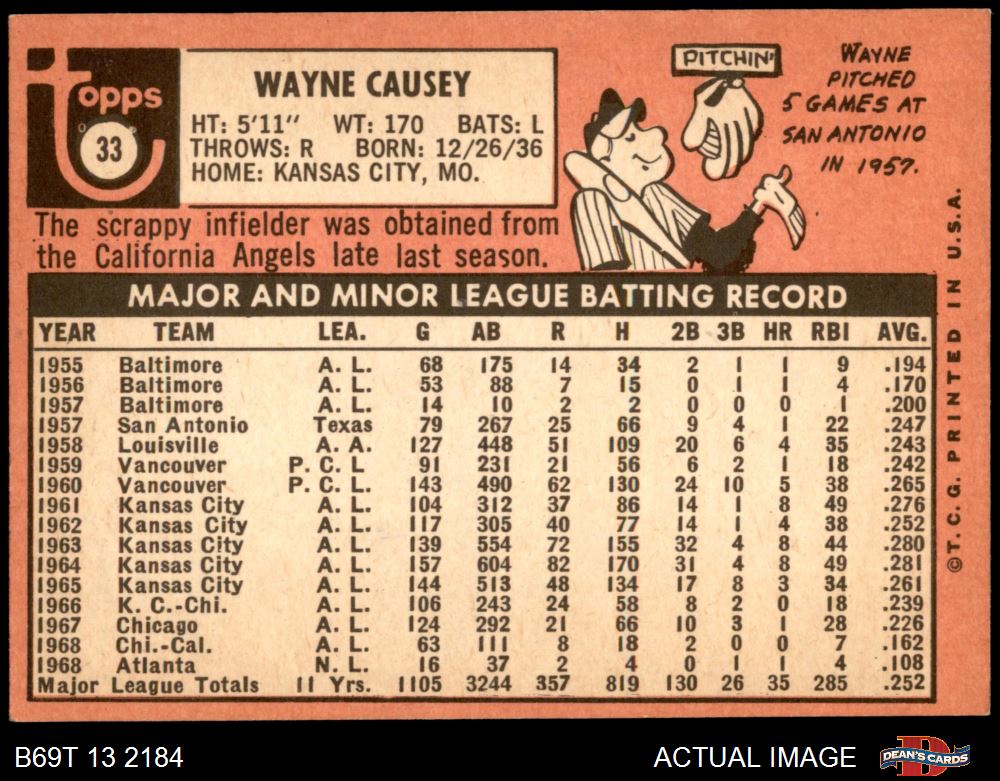 Topps
33
WAYNE CAUSEY
HT: 5'11" WT: 170 BATS: L
THROWS: R BORN: 12/26/36
HOME: KANSAS CITY, MO.
PITCHIN'
WAYNE
PITCHED
5 GAMES AT
SAN ANTONIO
IN 1957.
The scrappy infielder was obtained from
the California Angels late last season.
MAJOR AND MINOR LEAGUE BATTING RECORD
YEAR TEAM LEA. G AB R H 2B 3B HR RBI AVG.
1955 Baltimore A. L. 68 175 14 34 2 1 1 9 .194
1956 Baltimore A. L. 53 88 7 15 0 1 1 4 .170
1957 Baltimore A. L. 14 10 2 2 0 0 0 1 .200
1957 San Antonio Texas 79 267 25 66 9 4 1 22 .247
1958 Louisville A. A. 127 448 51 109 20 6 4 35 .243
1959 Vancouver P. C. L 91 231 21 56 6 2 1 18 .242
1960 Vancouver P. C. L. 143 490 62 130 24 10 5 38 .265
1961 Kansas City A. L. 104 312 37 86 14 1 8 49 .276
1962 Kansas City A. L. 117 305 40 77 14 1 4 38 .252
1963 Kansas City A. L. 139 554 72 155 32 4 8 44 .280
1964 Kansas City A. L. 157 604 82 170 31 4 8 49 .281
1965 Kansas City A. L. 144 513 48 134 17 8 3 34 .261
1966 K. C.-Chi. A. L. 106 243 24 58 8 2 0 18 .239
1967 Chicago A. L. 124 292 21 66 10 3 1 28 .226
1968 Chi.-Cal. A. L. 63 111 8 18 2 0 0 7 .162
1968 Atlanta N. L. 16 37 2 4 0 1 1 4 .108
Major League Totals 11 Yrs. 1105 3244 357 819 130 26 35 285 .252
©T. C. G. PRINTED IN U.S.A.
B69T 13 2184
ACTUAL IMAGE
DEAN'S CARDS